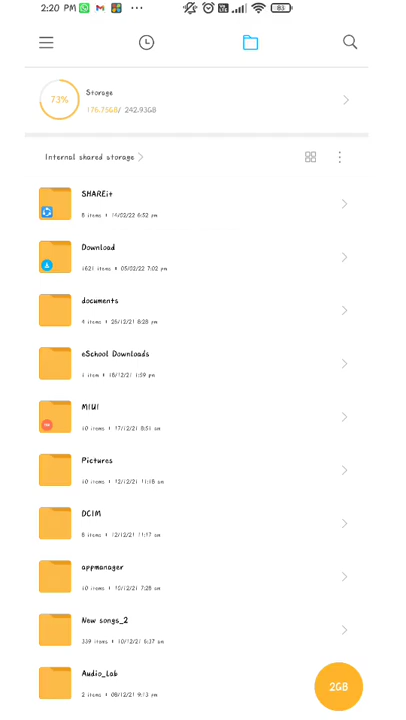 2:20 PM
83
73%
Storage
176.75GB/ 242.93GB
Internal shared storage
SHAREit
8 items | 14/02/22 6:52 pm
Download
1621 items | 05/02/22 7:02 pm
documents
4 items | 25/12/21 8:28 pm
eSchool Downloads
1 item | 18/12/21 1:59 pm
MIUI
10 items | 17/12/21 8:51 am
Pictures
10 items | 12/12/21 11:18 am
DCIM
8 items | 12/12/21 11:17 am
appmanager
10 items | 7:28 am
New songs_2
339 items | 10/12/21 6:37 am
Audio_Lab
2 items | 08/12/21 9:13 pm
2GB